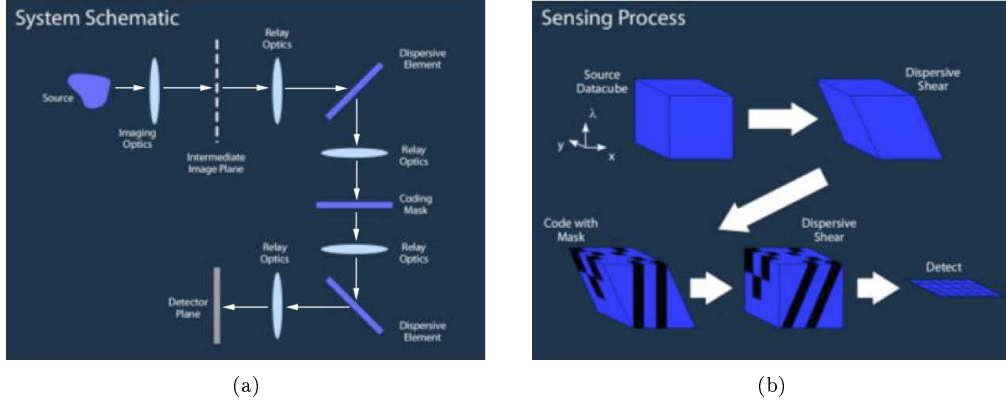 System Schematic
Relay
Optics
Dispersive
Element
Source
Imaging
Optics
Intermediate
Image Plane
Relay
Optics
Coding
Mask
Relay
Optics
Relay
Optics
Detector
Plane
Dispersive
Element
(a)
Sensing Process
Source
Datacube
Dispersive
Shear
λ
y
x
Code with
Mask
Dispersive
Shear
Detect
(b)